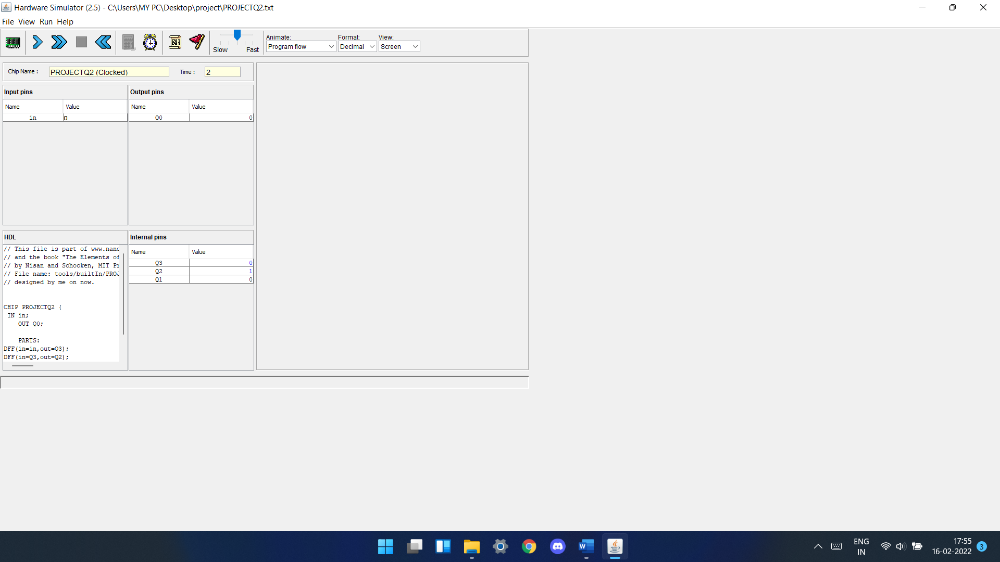 Hardware Simulator (2.5) - C:\Users\MY PC\Desktop\project\PROJECTQ2.txt
File View Run Help
Slow Fast
Animate: Format: View:
Program flow Decimal Screen
Chip Name : PROJECTQ2 (Clocked) Time : 2
Input pins
Name Value
in 0
Output pins
Name Value
Q0 0
HDL
// This file is part of www.nand
// and the book "The Elements of
// by Nisan and Schocken, MIT Pr
// File name: tools/builtIn/PROJ
// designed by me on now.
CHIP PROJECTQ2 {
IN in;
OUT Q0;
PARTS:
DFF(in=in,out=Q3);
DFF(in=Q3,out=Q2);
Internal pins
Name Value
Q3 0
Q2 1
Q1 0
W
ENG
IN
17:55
16-02-2022
3